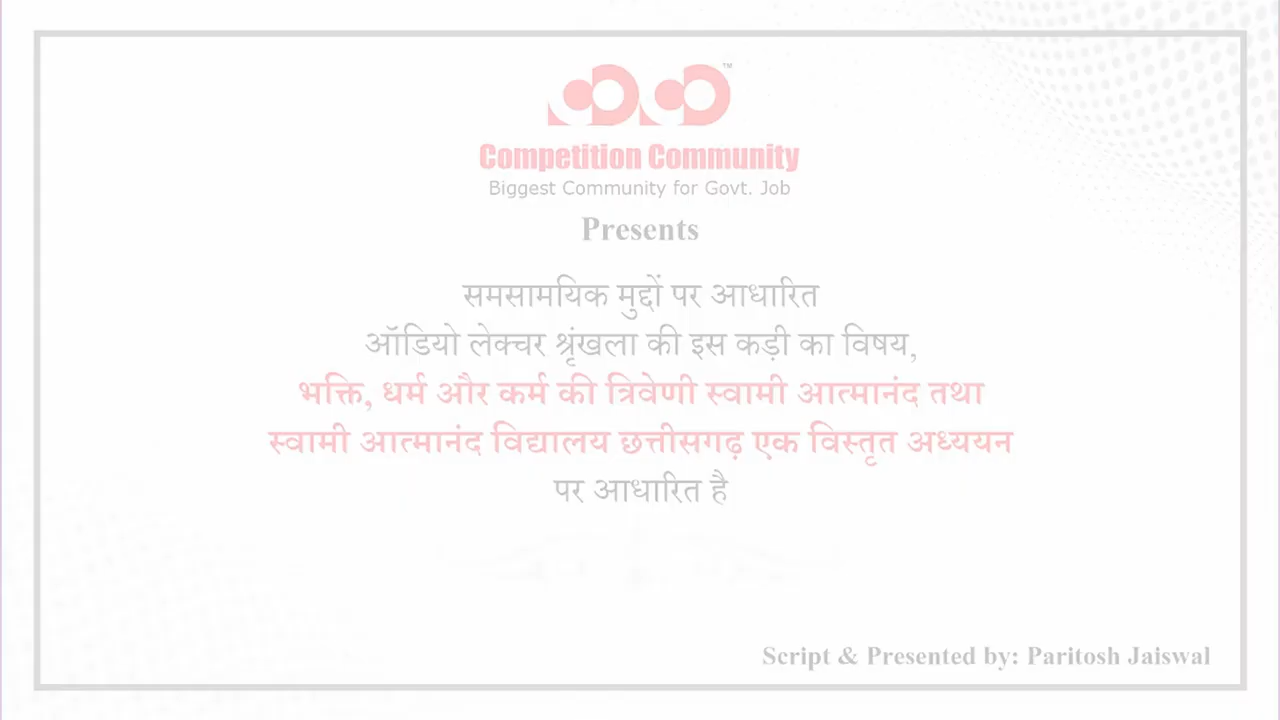 TM
Competition Community
Biggest Community for Govt. Job
Presents
समसामयिक मुद्दों पर आधारित
ऑडियो लेक्चर श्रृंखला की इस कड़ी का विषय,
भक्ति, धर्म और कर्म की त्रिवेणी स्वामी आत्मानंद तथा
स्वामी आत्मानंद विद्यालय छत्तीसगढ़ एक विस्तृत अध्ययन
पर आधारित है
Script & Presented by: Paritosh Jaiswal